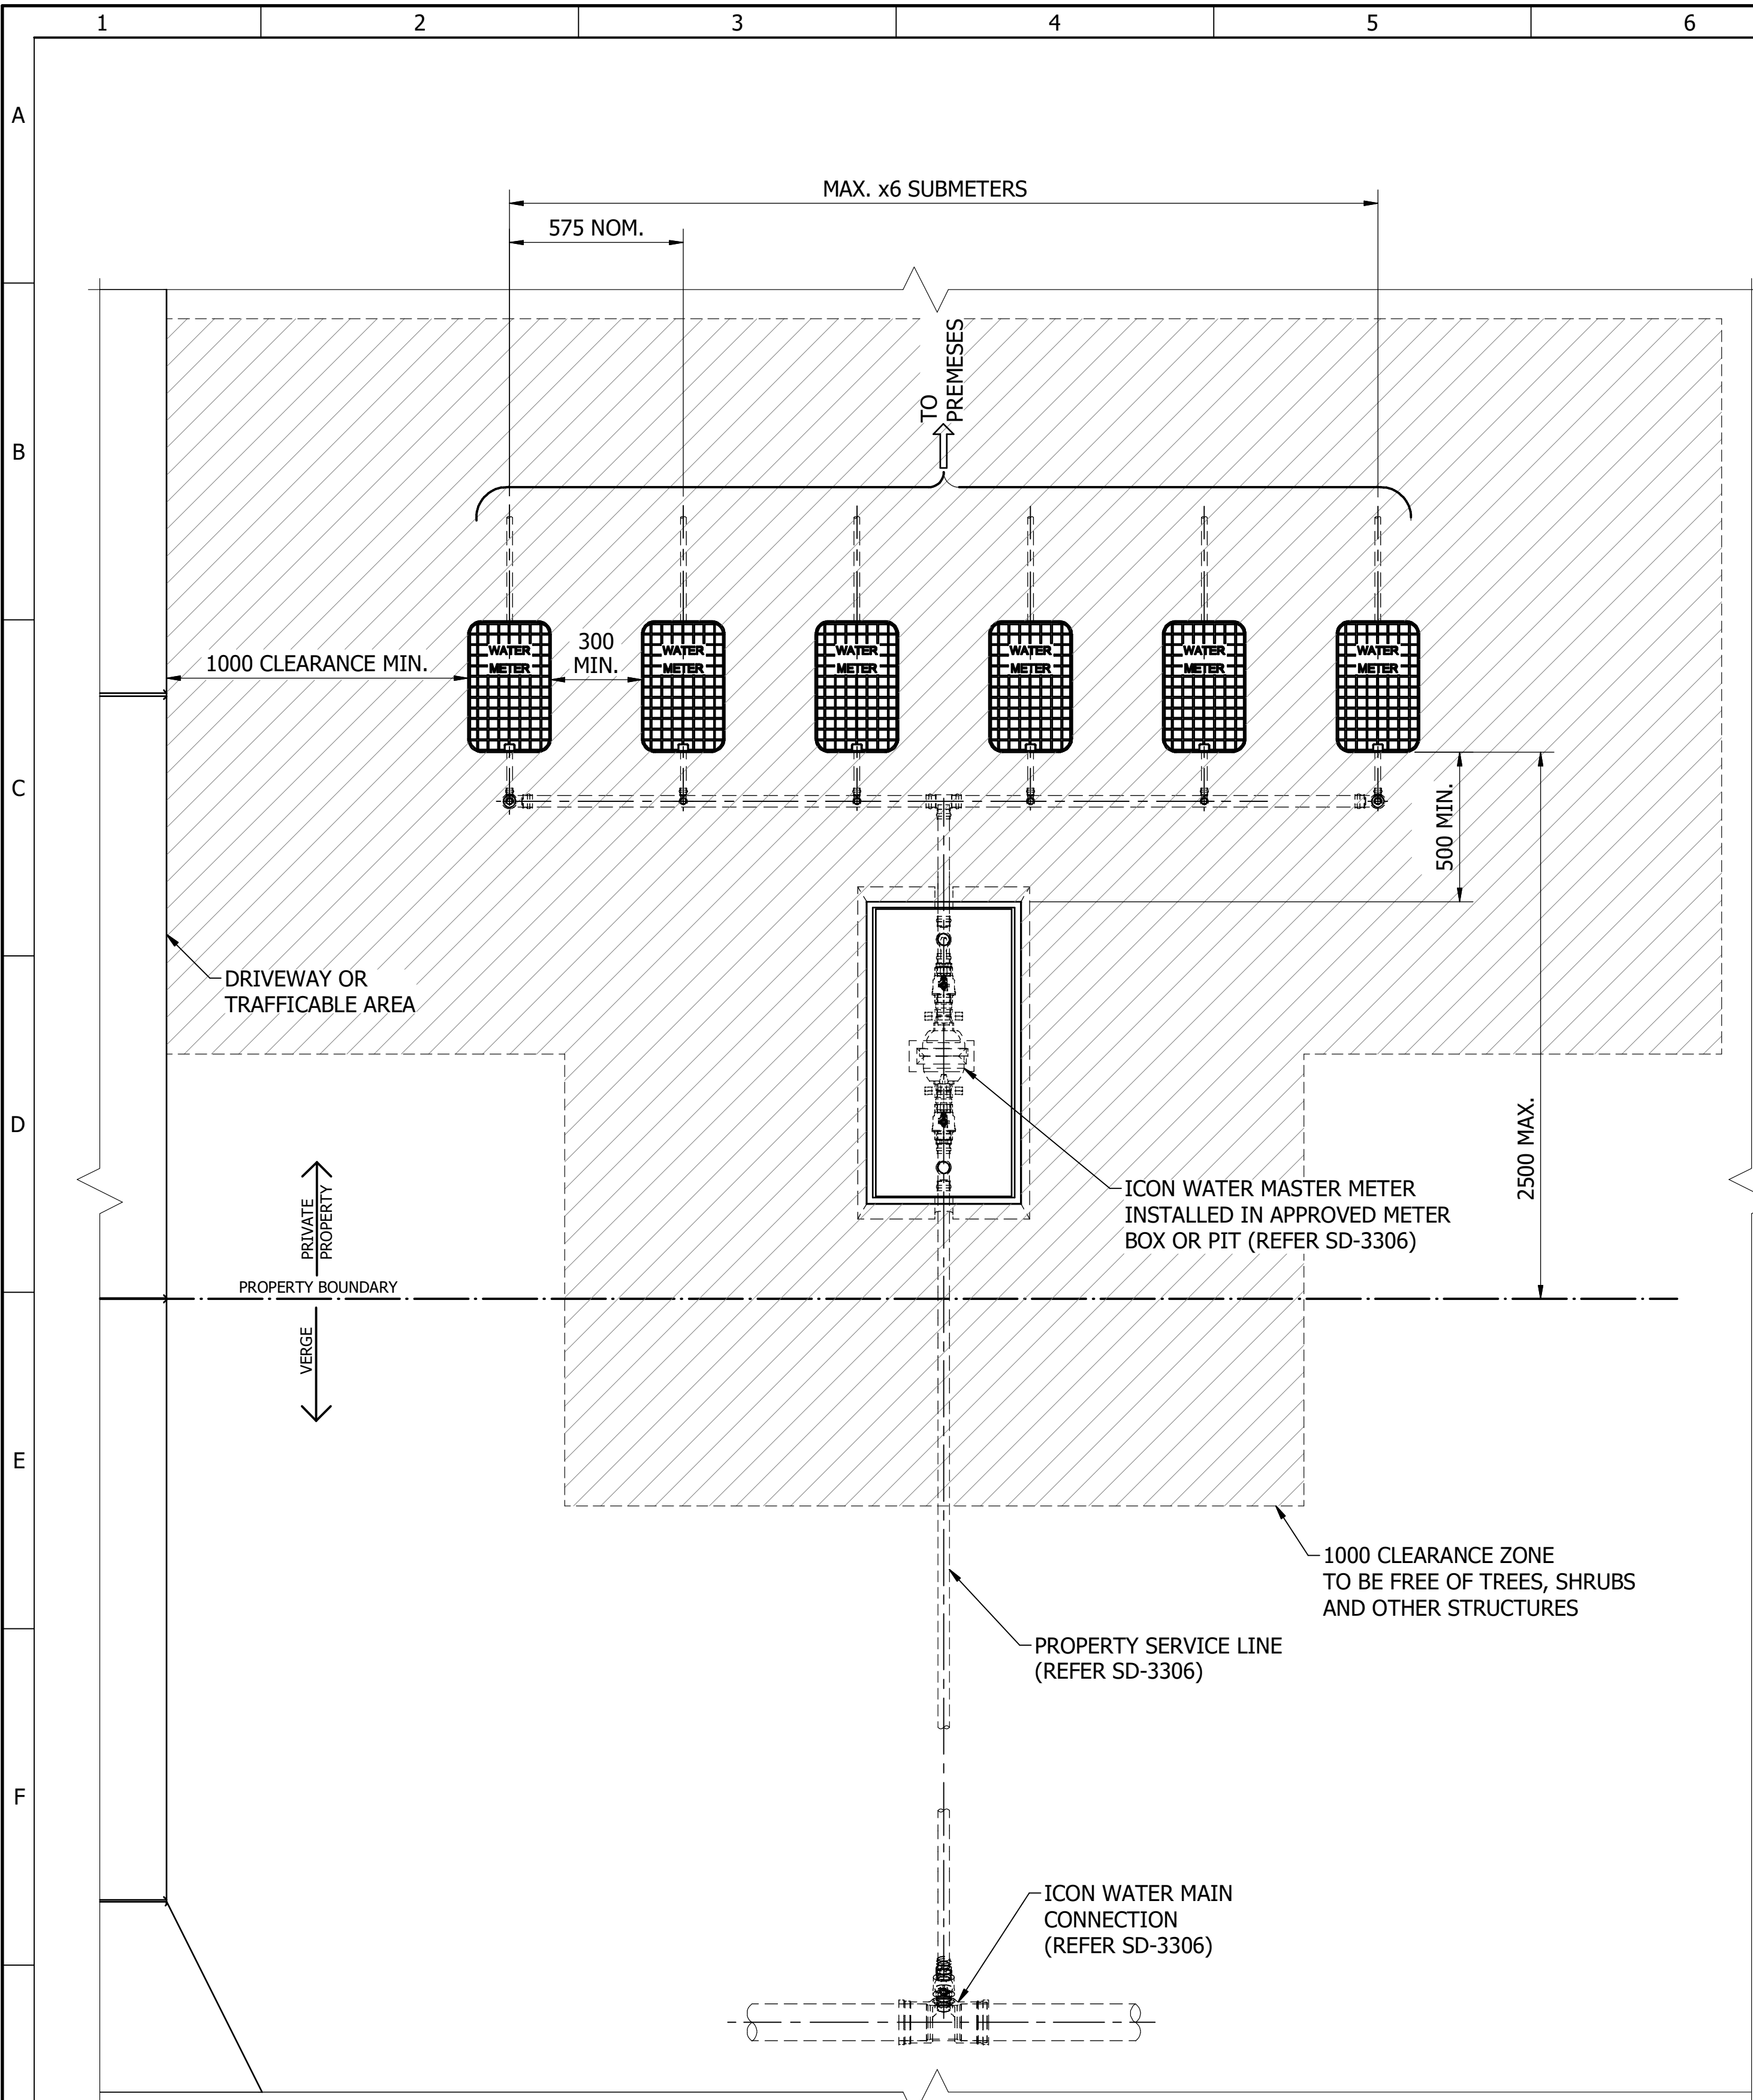 1 2 3 4 5 6
A
MAX. x6 SUBMETERS
575 NOM.
TO
PREMESES
B
WATER
METER
WATER
METER
WATER
METER
WATER
METER
WATER
METER
WATER
METER
1000 CLEARANCE MIN.
300
MIN.
C
500 MIN.
DRIVEWAY OR
TRAFFICABLE AREA
D
2500 MAX.
ICON WATER MASTER METER
INSTALLED IN APPROVED METER
BOX OR PIT (REFER SD-3306)
PRIVATE
PROPERTY
PROPERTY BOUNDARY
VERGE
E
1000 CLEARANCE ZONE
TO BE FREE OF TREES, SHRUBS
AND OTHER STRUCTURES
PROPERTY SERVICE LINE
(REFER SD-3306)
F
ICON WATER MAIN
CONNECTION
(REFER SD-3306)